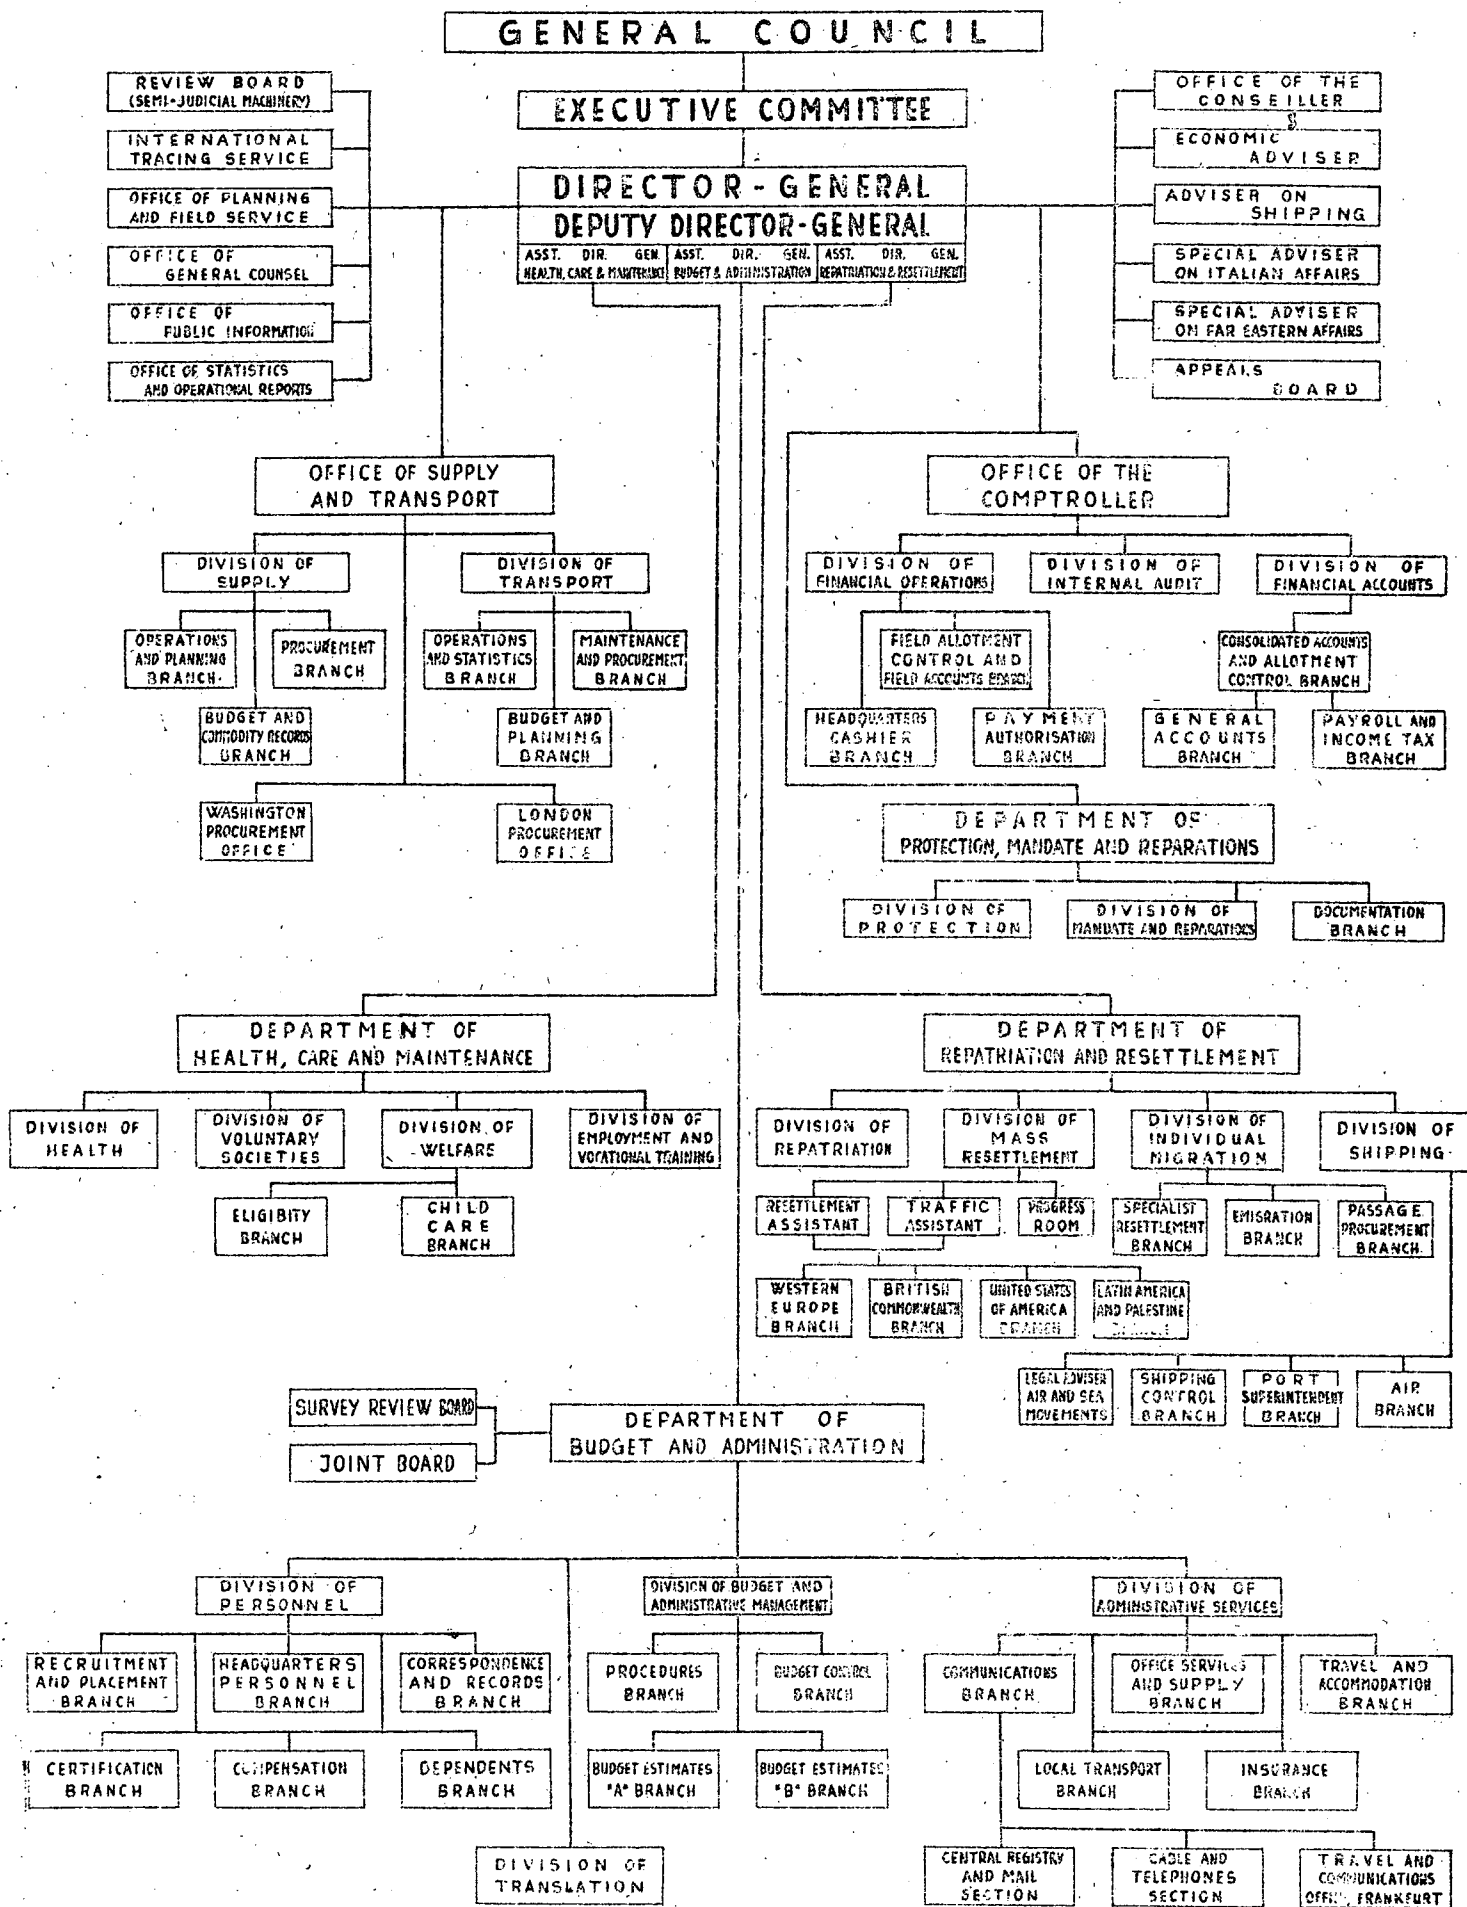 GENERAL COUNCIL
EXECUTIVE COMMITTEE
DIRECTOR-GENERAL
DEPUTY DIRECTOR-GENERAL
ASST. DIR. GEN.
HEALTH, CARE & MAINTENANCE
ASST. DIR. GEN.
BUDGET & ADMINISTRATION
ASST. DIR. GEN.
REPATRIATION & RESETTLEMENT
REVIEW BOARD
(SEMI-JUDICIAL MACHINERY)
INTERNATIONAL
TRACING SERVICE
OFFICE OF PLANNING
AND FIELD SERVICE
OFFICE OF
GENERAL COUNSEL
OFFICE OF
PUBLIC INFORMATION
OFFICE OF STATISTICS
AND OPERATIONAL REPORTS
OFFICE OF THE
CONSEILLER
ECONOMIC
ADVISER
ADVISER ON
SHIPPING
SPECIAL ADVISER
ON ITALIAN AFFAIRS
SPECIAL ADVISER
ON FAR EASTERN AFFAIRS
APPEALS
BOARD
OFFICE OF SUPPLY
AND TRANSPORT
DIVISION OF
SUPPLY
DIVISION OF
TRANSPORT
OPERATIONS
AND PLANNING
BRANCH
PROCUREMENT
BRANCH
OPERATIONS
AND STATISTICS
BRANCH
MAINTENANCE
AND PROCUREMENT
BRANCH
BUDGET AND
COMMODITY RECORDS
BRANCH
BUDGET AND
PLANNING
BRANCH
WASHINGTON
PROCUREMENT
OFFICE
LONDON
PROCUREMENT
OFFICE
OFFICE OF THE
COMPTROLLER
DIVISION OF
FINANCIAL OPERATIONS
DIVISION OF
INTERNAL AUDIT
DIVISION OF
FINANCIAL ACCOUNTS
FIELD ALLOTMENT
CONTROL AND
FIELD ACCOUNTS BRANCH
CONSOLIDATED ACCOUNTS
AND ALLOTMENT
CONTROL BRANCH
HEADQUARTERS
CASHIER
BRANCH
PAYMENT
AUTHORISATION
BRANCH
GENERAL
ACCOUNTS
BRANCH
PAYROLL AND
INCOME TAX
BRANCH
DEPARTMENT OF
PROTECTION, MANDATE AND REPARATIONS
DIVISION OF
PROTECTION
DIVISION OF
MANDATE AND REPARATIONS
DOCUMENTATION
BRANCH
DEPARTMENT OF
HEALTH, CARE AND MAINTENANCE
DIVISION OF
HEALTH
DIVISION OF
VOLUNTARY
SOCIETIES
DIVISION OF
WELFARE
DIVISION OF
EMPLOYMENT AND
VOCATIONAL TRAINING
ELIGIBITY
BRANCH
CHILD
CARE
BRANCH
DEPARTMENT OF
REPATRIATION AND RESETTLEMENT
DIVISION OF
REPATRIATION
DIVISION OF
MASS
RESETTLEMENT
DIVISION OF
INDIVIDUAL
MIGRATION
DIVISION OF
SHIPPING
RESETTLEMENT
ASSISTANT
TRAFFIC
ASSISTANT
PROGRESS
ROOM
SPECIALIST
RESETTLEMENT
BRANCH
EMIGRATION
BRANCH
PASSAGE
PROCUREMENT
BRANCH
WESTERN
EUROPE
BRANCH
BRITISH
COMMONWEALTH
BRANCH
UNITED STATES
OF AMERICA
BRANCH
LATIN AMERICA
AND PALESTINE
BRANCH
LEGAL ADVISER
AIR AND SEA
MOVEMENTS
SHIPPING
CONTROL
BRANCH
PORT
SUPERINTENDENT
BRANCH
AIR
BRANCH
SURVEY REVIEW BOARD
JOINT BOARD
DEPARTMENT OF
BUDGET AND ADMINISTRATION
DIVISION OF
PERSONNEL
DIVISION OF BUDGET AND
ADMINISTRATIVE MANAGEMENT
DIVISION OF
ADMINISTRATIVE SERVICES
RECRUITMENT
AND PLACEMENT
BRANCH
HEADQUARTERS
PERSONNEL
BRANCH
CORRESPONDENCE
AND RECORDS
BRANCH
PROCEDURES
BRANCH
BUDGET CONTROL
BRANCH
COMMUNICATIONS
BRANCH
OFFICE SERVICES
AND SUPPLY
BRANCH
TRAVEL AND
ACCOMMODATION
BRANCH
CERTIFICATION
BRANCH
COMPENSATION
BRANCH
DEPENDENTS
BRANCH
BUDGET ESTIMATES
"A" BRANCH
BUDGET ESTIMATES
"B" BRANCH
LOCAL TRANSPORT
BRANCH
INSURANCE
BRANCH
DIVISION OF
TRANSLATION
CENTRAL REGISTRY
AND MAIL
SECTION
CABLE AND
TELEPHONES
SECTION
TRAVEL AND
COMMUNICATIONS
OFFICE, FRANKFURT